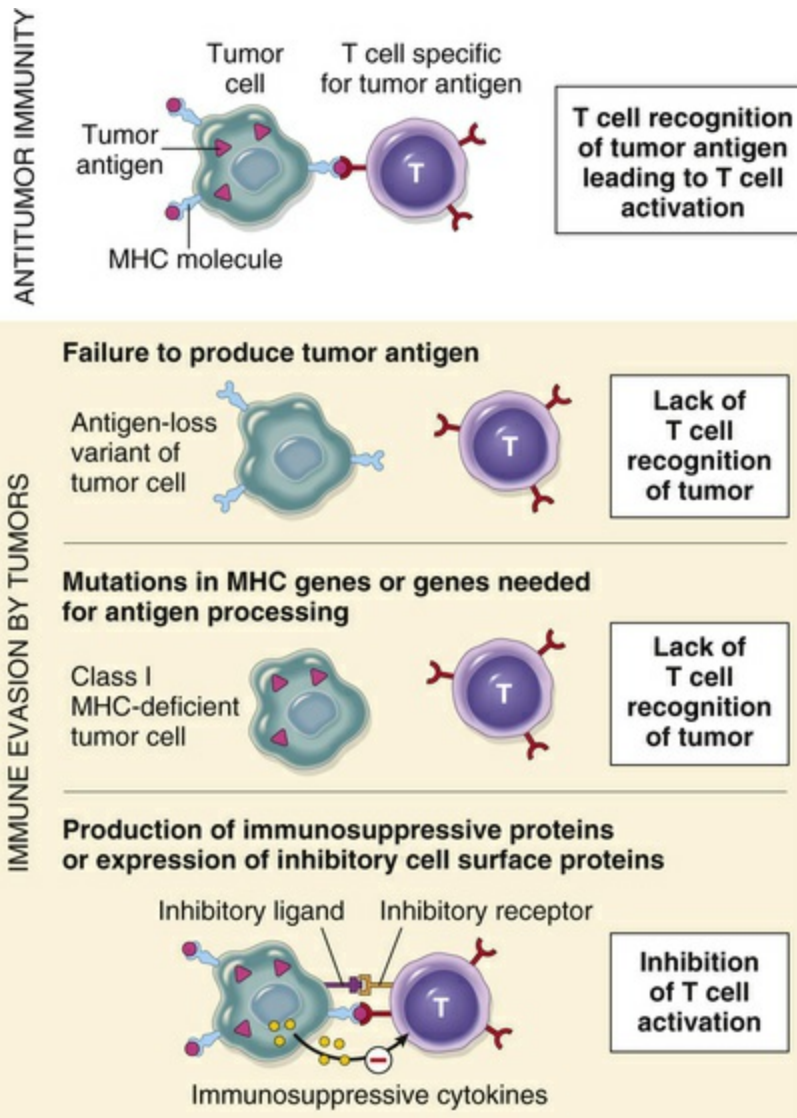 ANTITUMOR IMMUNITY
Tumor
cell
T cell specific
for tumor antigen
Tumor
antigen
MHC molecule
T
T cell recognition
of tumor antigen
leading to T cell
activation
IMMUNE EVASION BY TUMORS
Failure to produce tumor antigen
Antigen-loss
variant of
tumor cell
T
Lack of
T cell
recognition
of tumor
Mutations in MHC genes or genes needed
for antigen processing
Class I
MHC-deficient
tumor cell
T
Lack of
T cell
recognition
of tumor
Production of immunosuppressive proteins
or expression of inhibitory cell surface proteins
Inhibitory ligand
Inhibitory receptor
T
Inhibition
of T cell
activation
Immunosuppressive cytokines